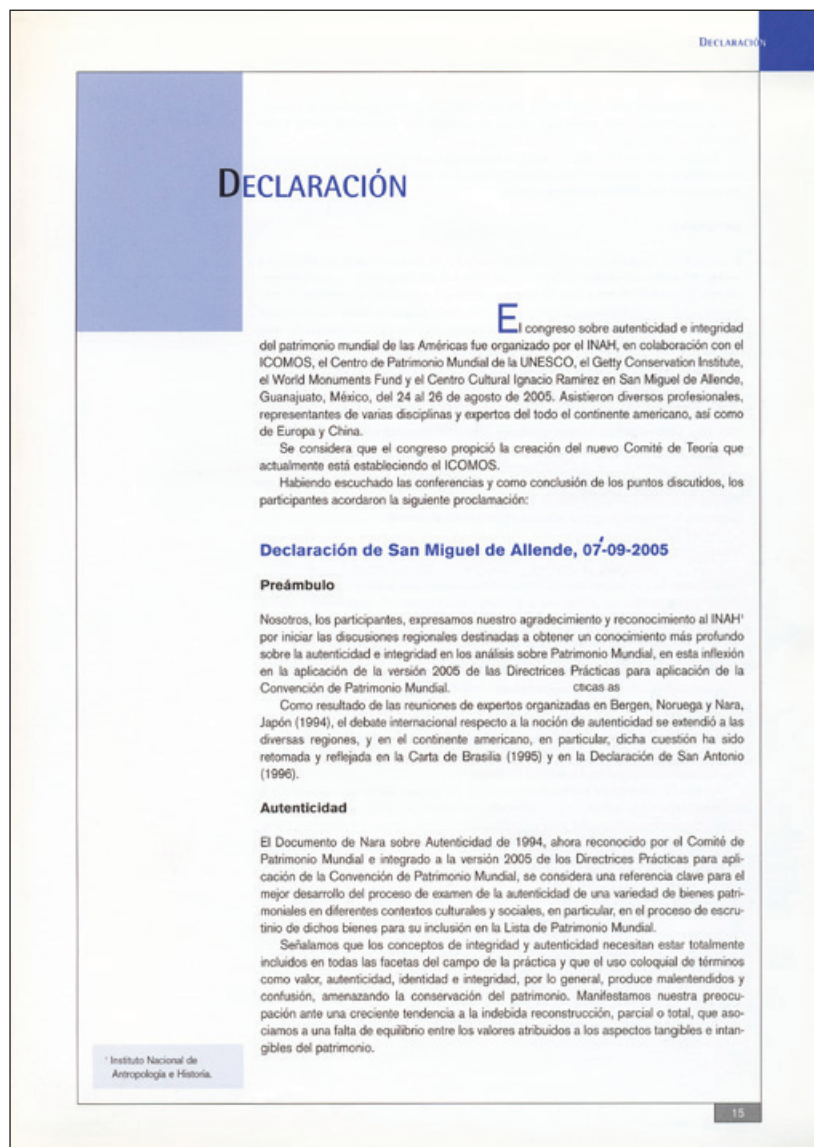 DECLARACIÓN
DECLARACIÓN
El congreso sobre autenticidad e integridad
del patrimonio mundial de las Américas fue organizado por el INAH, en colaboración con el
ICOMOS, el Centro de Patrimonio Mundial de la UNESCO, el Getty Conservation Institute,
el World Monuments Fund y el Centro Cultural Ignacio Ramírez en San Miguel de Allende,
Guanajuato, México, del 24 al 26 de agosto de 2005. Asistieron diversos profesionales,
representantes de varias disciplinas y expertos del todo el continente americano, así como
de Europa y China.
Se considera que el congreso propició la creación del nuevo Comité de Teoría que
actualmente está estableciendo el ICOMOS.
Habiendo escuchado las conferencias y como conclusión de los puntos discutidos, los
participantes acordaron la siguiente proclamación:
Declaración de San Miguel de Allende, 07-09-2005
Preámbulo
Nosotros, los participantes, expresamos nuestro agradecimiento y reconocimiento al INAH¹
por iniciar las discusiones regionales destinadas a obtener un conocimiento más profundo
sobre la autenticidad e integridad en los análisis sobre Patrimonio Mundial, en esta inflexión
en la aplicación de la versión 2005 de las Directrices Prácticas para aplicación de la
Convención de Patrimonio Mundial. cticas as
Como resultado de las reuniones de expertos organizadas en Bergen, Noruega y Nara,
Japón (1994), el debate internacional respecto a la noción de autenticidad se extendió a las
diversas regiones, y en el continente americano, en particular, dicha cuestión ha sido
retomada y reflejada en la Carta de Brasilia (1995) y en la Declaración de San Antonio
(1996).
Autenticidad
El Documento de Nara sobre Autenticidad de 1994, ahora reconocido por el Comité de
Patrimonio Mundial e integrado a la versión 2005 de los Directrices Prácticas para apli-
cación de la Convención de Patrimonio Mundial, se considera una referencia clave para el
mejor desarrollo del proceso de examen de la autenticidad de una variedad de bienes patri-
moniales en diferentes contextos culturales y sociales, en particular, en el proceso de escru-
tinio de dichos bienes para su inclusión en la Lista de Patrimonio Mundial.
Señalamos que los conceptos de integridad y autenticidad necesitan estar totalmente
incluidos en todas las facetas del campo de la práctica y que el uso coloquial de términos
como valor, autenticidad, identidad e integridad, por lo general, produce malentendidos y
confusión, amenazando la conservación del patrimonio. Manifestamos nuestra preocu-
pación ante una creciente tendencia a la indebida reconstrucción, parcial o total, que aso-
ciamos a una falta de equilibrio entre los valores atribuidos a los aspectos tangibles e intan-
gibles del patrimonio.
¹ Instituto Nacional de
Antropología e Historia.
15